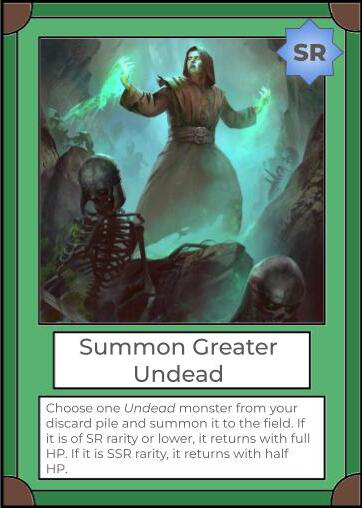 SR
Summon Greater
Undead
Choose one Undead monster from your
discard pile and summon it to the field. If
it is of SR rarity or lower, it returns with full
HP. If it is SSR rarity, it returns with half
HP.